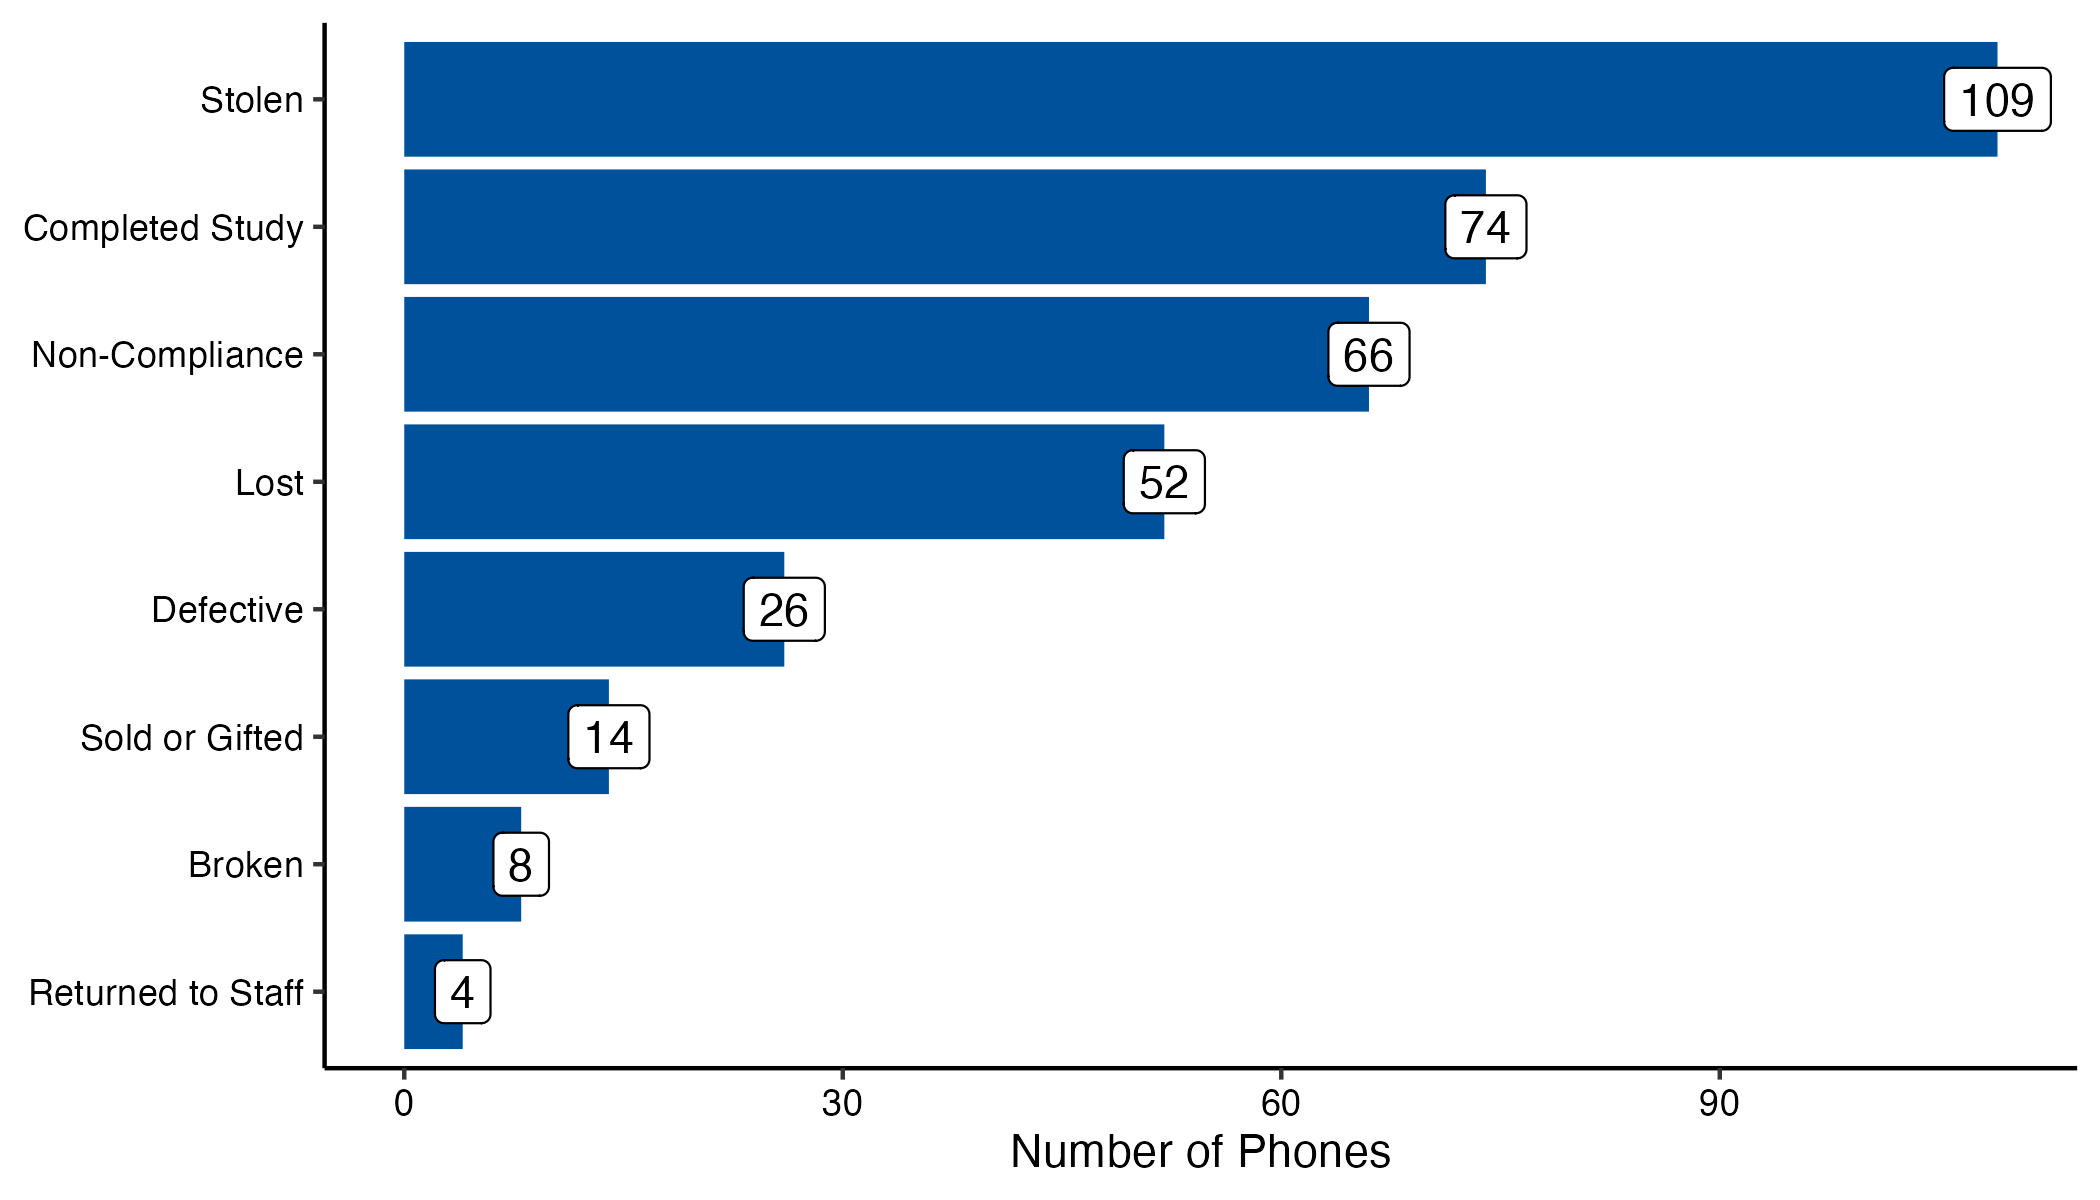 Stolen
109
Completed Study
74
Non-Compliance
66
Lost
52
Defective
26
Sold or Gifted
14
Broken
8
Returned to Staff
4
0 30 60 90
Number of Phones